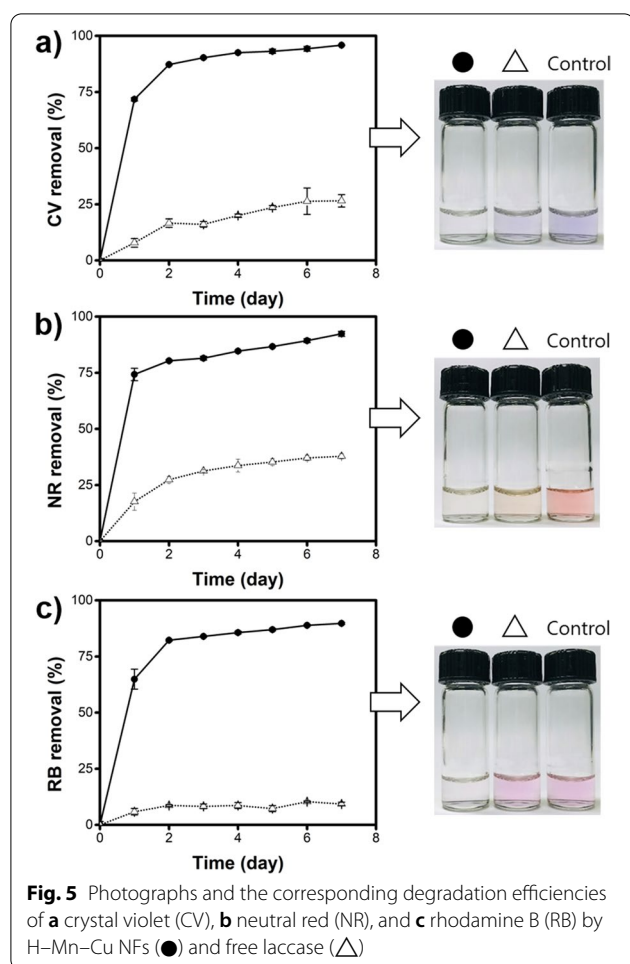 a)
100
75
50
25
0
CV removal (%)
0 2 4 6 8
Time (day)
● △ Control
b)
100
75
50
25
0
NR removal (%)
0 2 4 6 8
Time (day)
● △ Control
c)
100
75
50
25
0
RB removal (%)
0 2 4 6 8
Time (day)
● △ Control
Fig. 5 Photographs and the corresponding degradation efficiencies
of a crystal violet (CV), b neutral red (NR), and c rhodamine B (RB) by
H–Mn–Cu NFs (●) and free laccase (△)